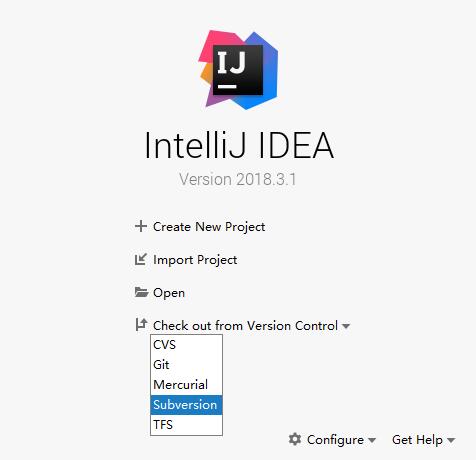 IJ
IntelliJ IDEA
Version 2018.3.1
Create New Project
Import Project
Open
Check out from Version Control
CVS
Git
Mercurial
Subversion
TFS
Configure Get Help